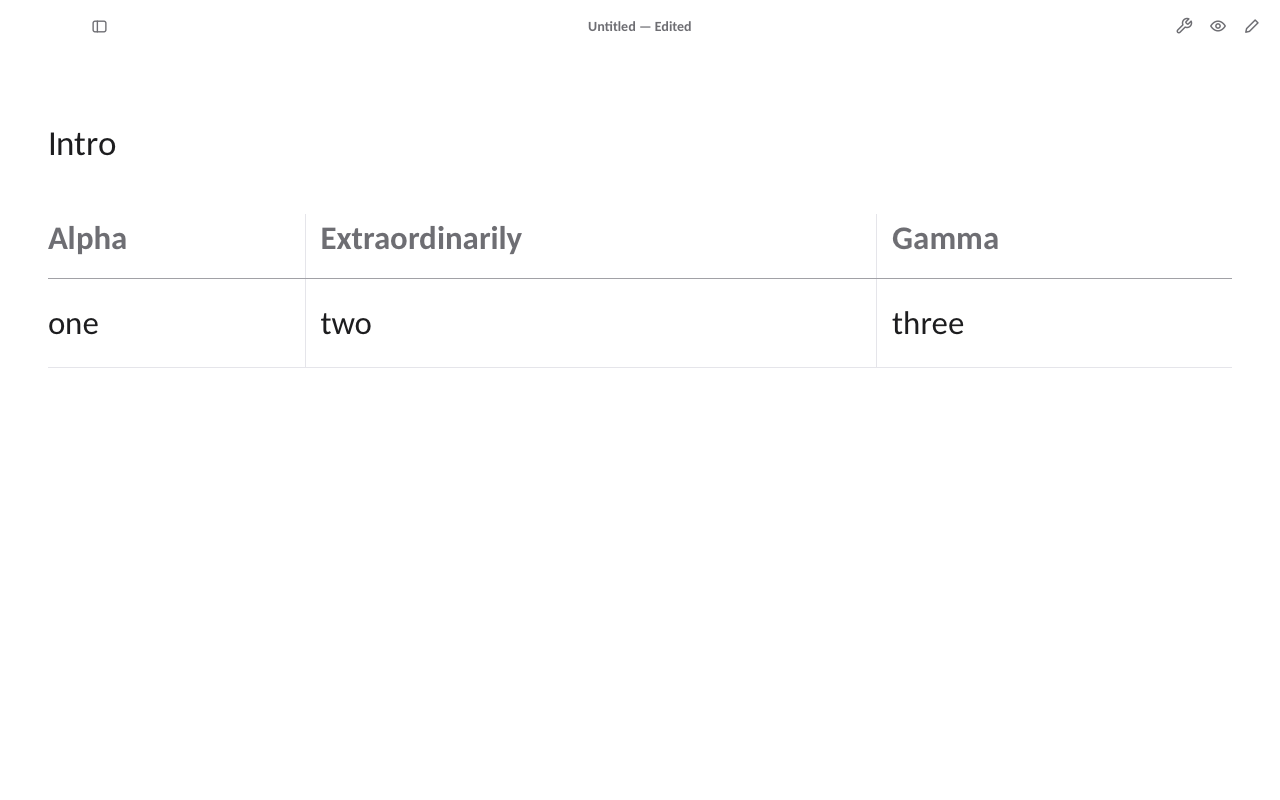 Untitled — Edited
Intro
Alpha Extraordinarily Gamma
one two three